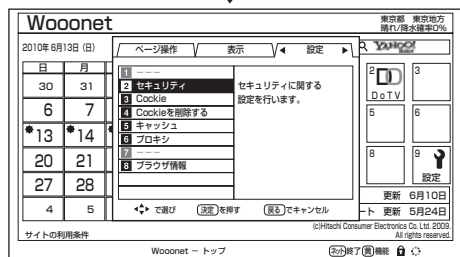 Wooonet
東京都 東京地方
晴れ/降水確率0%
2010年 6月13日 (日)
ページ操作 表示 設定
YAHOO!
日 月
30 31
6 7
13 14
20 21
27 28
4 5
1 ---
2 セキュリティ
3 Cockie
4 Cockieを削除する
5 キャッシュ
6 プロキシ
7 ---
8 ブラウザ情報
セキュリティに関する
設定を行います。
で選び 決定 を押す 戻る でキャンセル
2 DoTV 3
5 6
8 9 設定
更新 6月10日
ート 更新 5月24日
(c)Hitachi Consumer Electronics Co. Ltd. 2009.
All rights reserved.
サイトの利用条件
Wooonet − トップ
ネット 終了 黄 機能